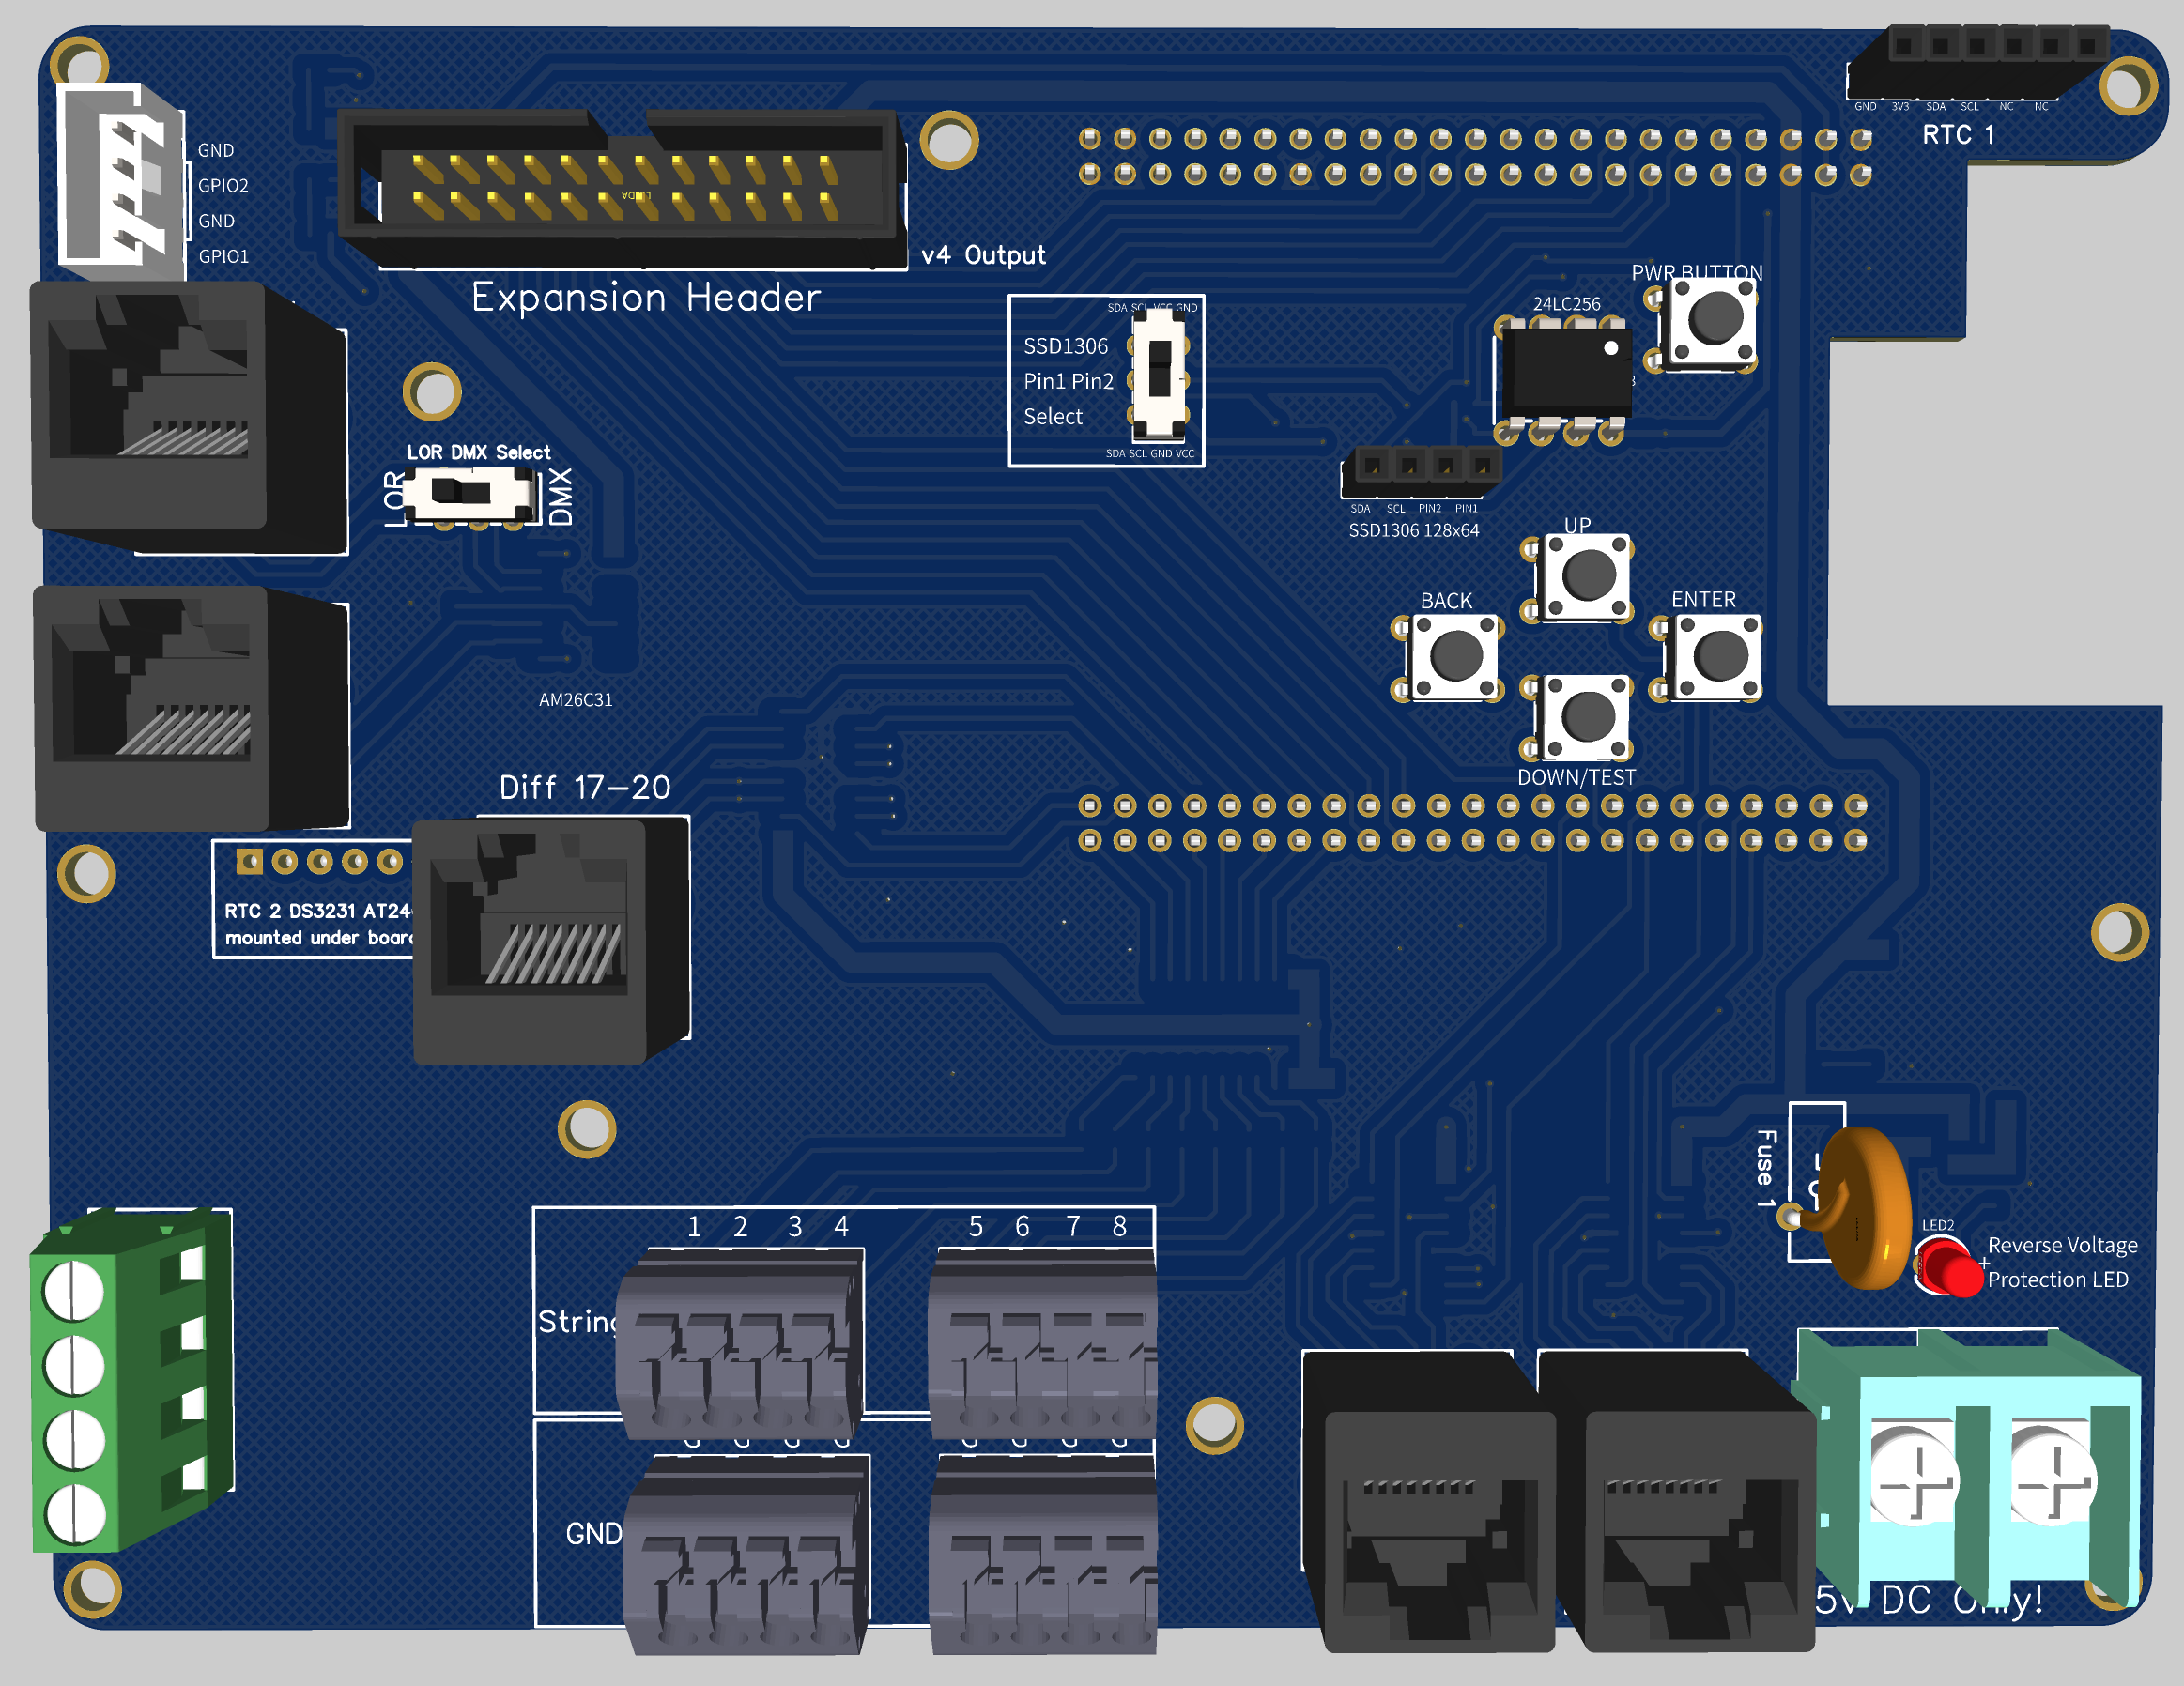 GND 3V3 SDA SCL NC NC
RTC 1
GND
GPIO2
GND
GPIO1
v4 Output
Expansion Header
SDA SCL VCC GND
SSD1306
Pin1 Pin2
Select
SDA SCL GND VCC
PWR BUTTON
24LC256
LOR DMX Select
LOR
DMX
SDA SCL PIN2 PIN1
SSD1306 128x64
UP
BACK
ENTER
DOWN/TEST
AM26C31
Diff 17-20
RTC 2 DS3231
mounted under
Fuse 1
LED2
Reverse Voltage
+
Protection LED
1 2 3 4 5 6 7 8
String
G G G G G G G G
GND
5v DC Only!